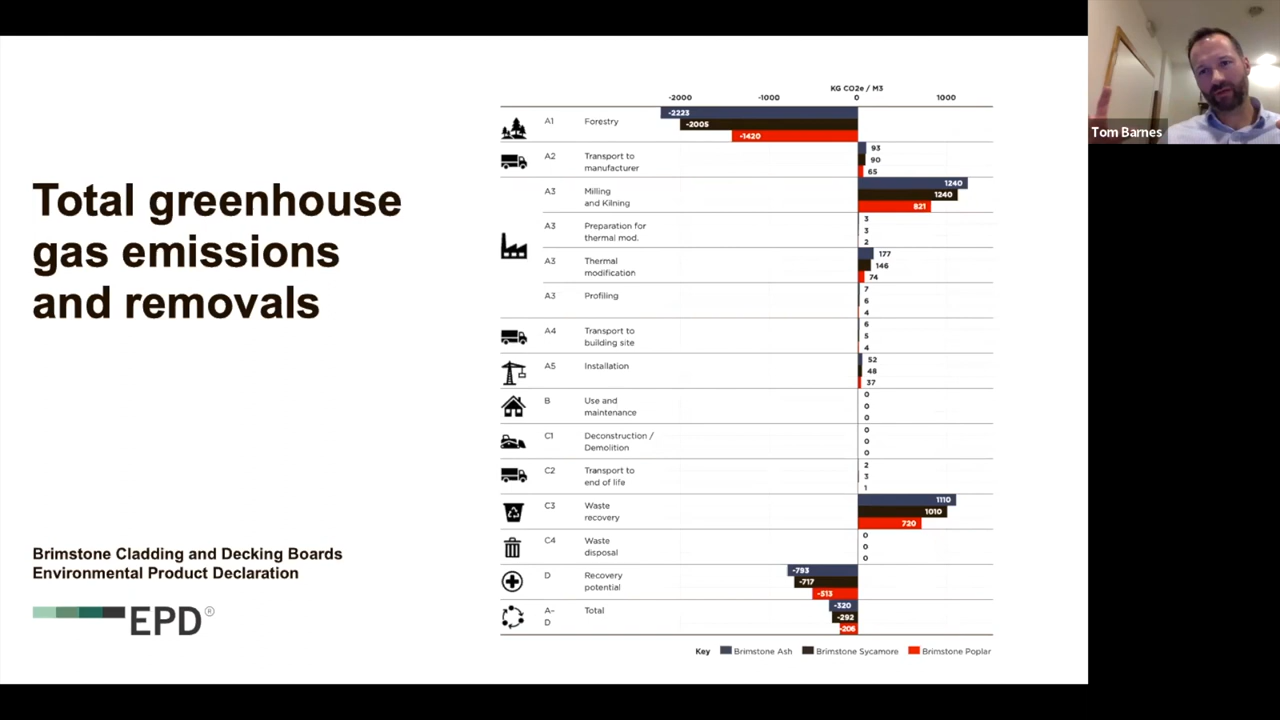 Total greenhouse
gas emissions
and removals
Brimstone Cladding and Decking Boards
Environmental Product Declaration
EPD®
KG CO2e / M3
-2000 -1000 0 1000
A1 Forestry
-2223
-2005
-1420
A2 Transport to
manufacturer
93
90
65
A3 Milling
and Kilning
1240
1240
821
A3 Preparation for
thermal mod.
3
3
2
A3 Thermal
modification
177
146
74
A3 Profiling
7
6
4
A4 Transport to
building site
6
5
4
A5 Installation
52
48
37
B Use and
maintenance
0
0
0
C1 Deconstruction /
Demolition
0
0
0
C2 Transport to
end of life
2
3
1
C3 Waste
recovery
1110
1010
720
C4 Waste
disposal
0
0
0
D Recovery
potential
-793
-717
-513
A-
D
Total
-320
-292
-206
Key Brimstone Ash Brimstone Sycamore Brimstone Poplar
Tom Barnes